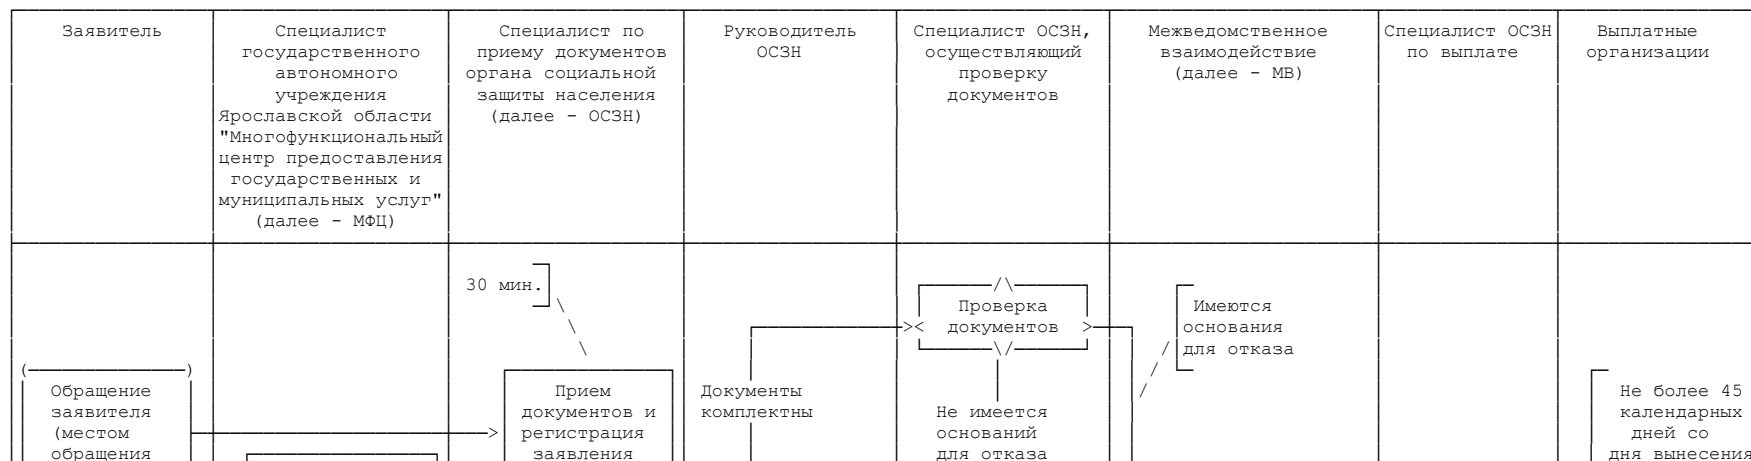 Заявитель
Специалист
государственного
автономного
учреждения
Ярославской области
"Многофункциональный
центр предоставления
государственных и
муниципальных услуг"
(далее - МФЦ)
Специалист по
приему документов
органа социальной
защиты населения
(далее - ОСЗН)
Руководитель
ОСЗН
Специалист ОСЗН,
осуществляющий
проверку
документов
Межведомственное
взаимодействие
(далее - МВ)
Специалист ОСЗН
по выплате
Выплатные
организации
30 мин.
Проверка
документов
Имеются
основания
для отказа
Обращение
заявителя
(местом
обращения
Прием
документов и
регистрация
заявления
Документы
комплектны
Не имеется
оснований
для отказа
Не более 45
календарных
дней со
дня вынесения